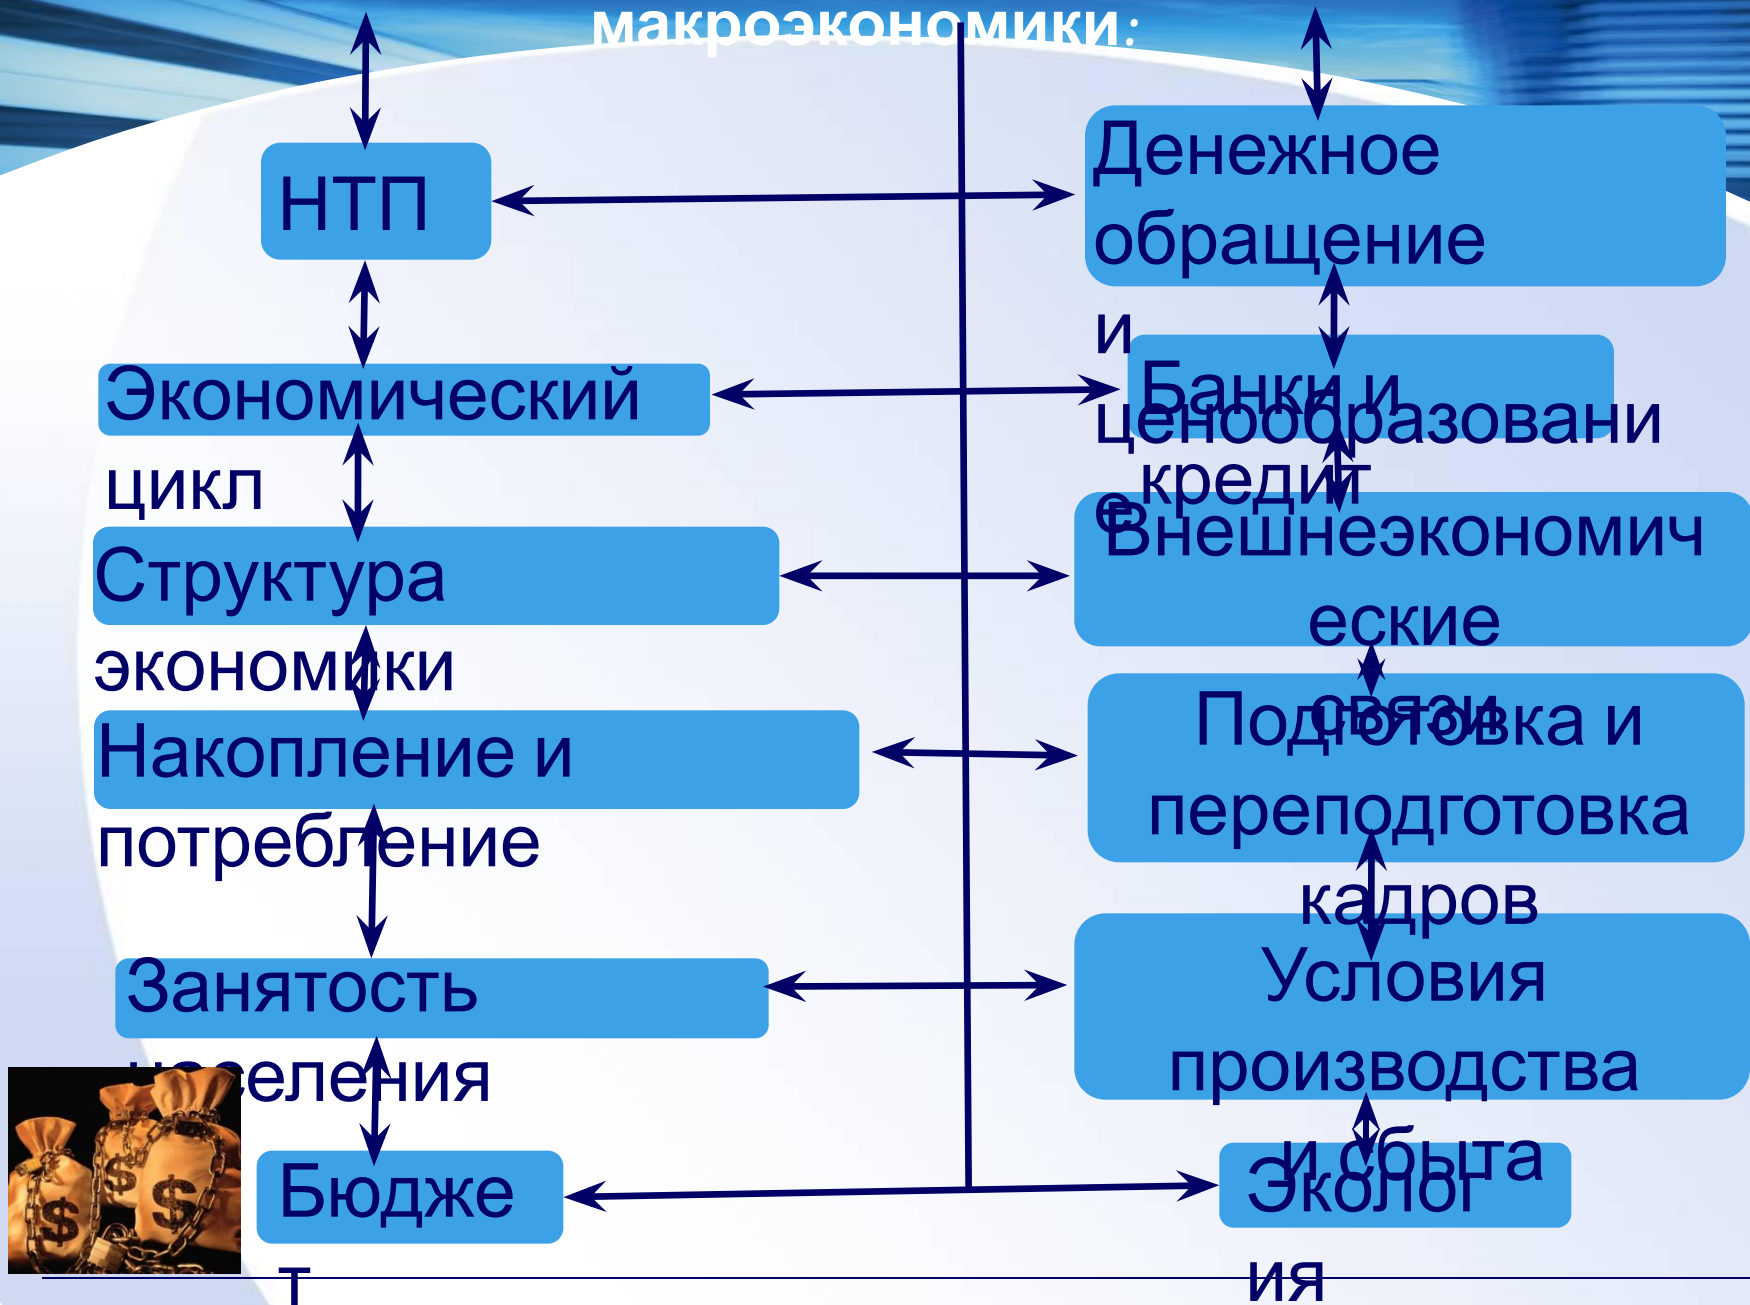 макроэкономики:
НТП
Денежное
обращение
и
ценообразовани
е
Экономический
цикл
Банки и
кредит
Структура
экономики
Внешнеэкономич
еские
связи
Накопление и
потребление
Подготовка и
переподготовка
кадров
Занятость
населения
Условия
производства
и сбыта
Бюдже
т
Эколог
ия
$
$
$